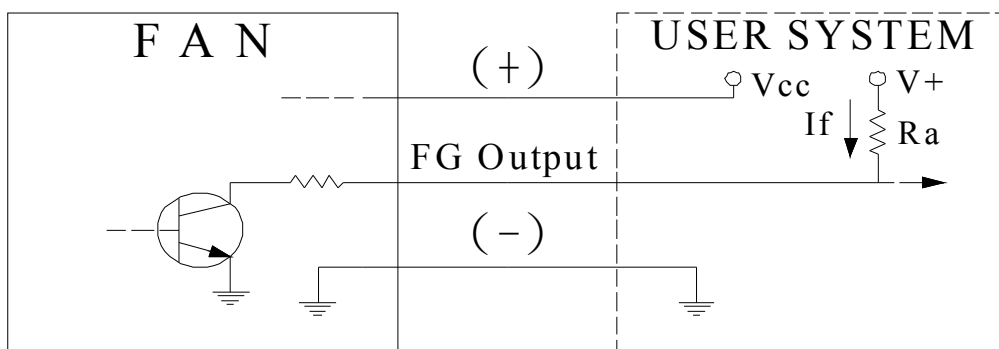 F A N
USER SYSTEM
(+)
Vcc
V+
If
Ra
FG Output
(-)